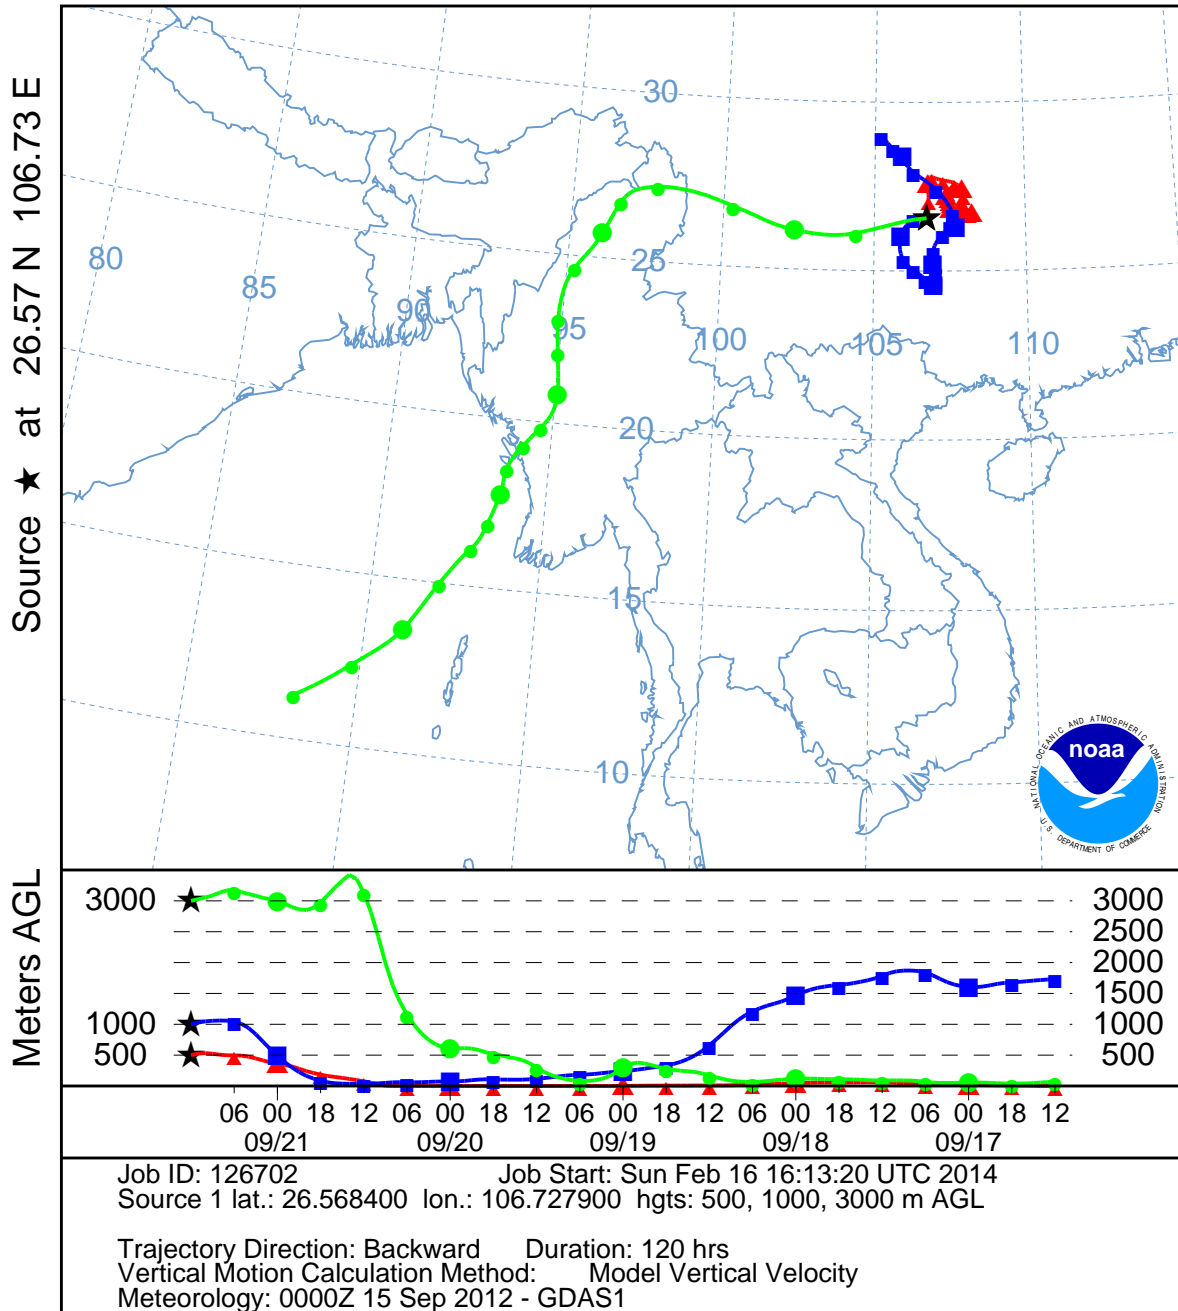 Source ★ at 26.57 N 106.73 E
30
80
85
90
25
95
100
105
110
20
15
10
NATIONAL OCEANIC AND ATMOSPHERIC ADMINISTRATION
noaa
U.S. DEPARTMENT OF COMMERCE
Meters AGL
3000 3000
2500
2000
1500
1000 1000
500 500
06 00 18 12 06 00 18 12 06 00 18 12 06 00 18 12 06 00 18 12
09/21 09/20 09/19 09/18 09/17
Job ID: 126702 Job Start: Sun Feb 16 16:13:20 UTC 2014
Source 1 lat.: 26.568400 lon.: 106.727900 hgts: 500, 1000, 3000 m AGL
Trajectory Direction: Backward Duration: 120 hrs
Vertical Motion Calculation Method: Model Vertical Velocity
Meteorology: 0000Z 15 Sep 2012 - GDAS1